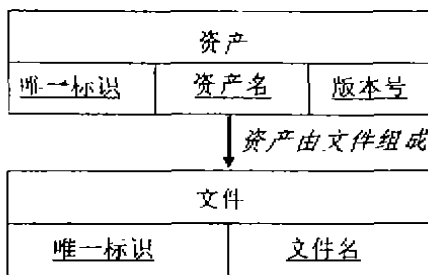 资产
唯一标识 资产名 版本号
资产由文件组成
文件
唯一标识 文件名